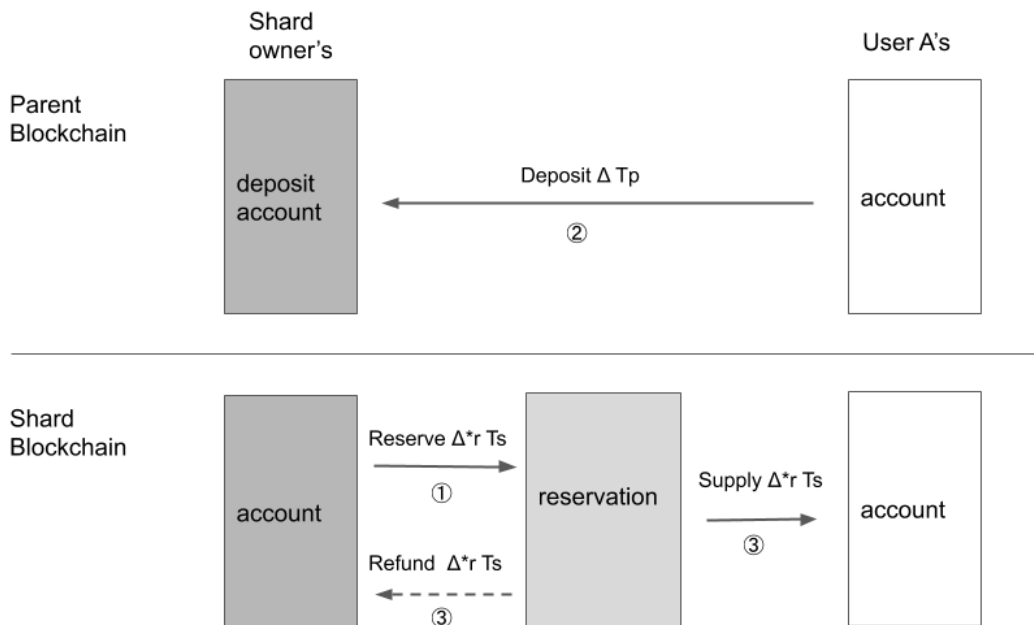 Shard
owner's
User A's
Parent
Blockchain
deposit
account
Deposit Δ Tp
②
account
Shard
Blockchain
account
Reserve Δ*r Ts
①
Refund Δ*r Ts
③
reservation
Supply Δ*r Ts
③
account